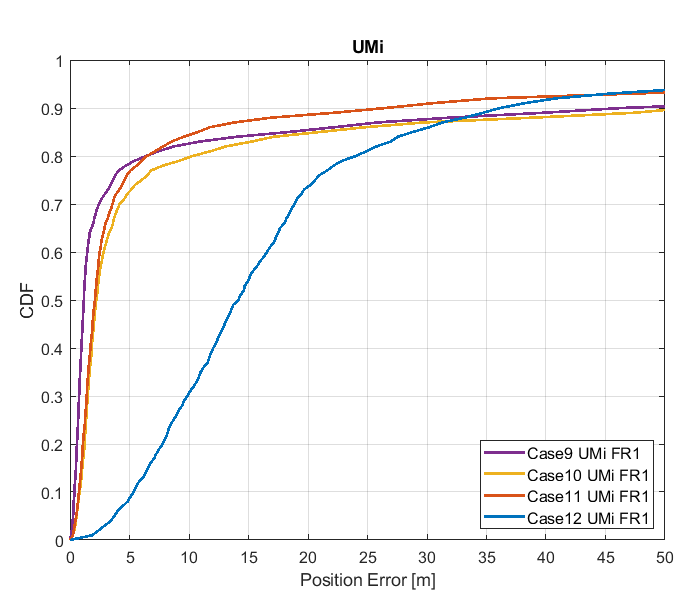 UMi
1
0.9
0.8
0.7
0.6
0.5
0.4
0.3
0.2
0.1
0
CDF
Case9 UMi FR1
Case10 UMi FR1
Case11 UMi FR1
Case12 UMi FR1
0 5 10 15 20 25 30 35 40 45 50
Position Error [m]